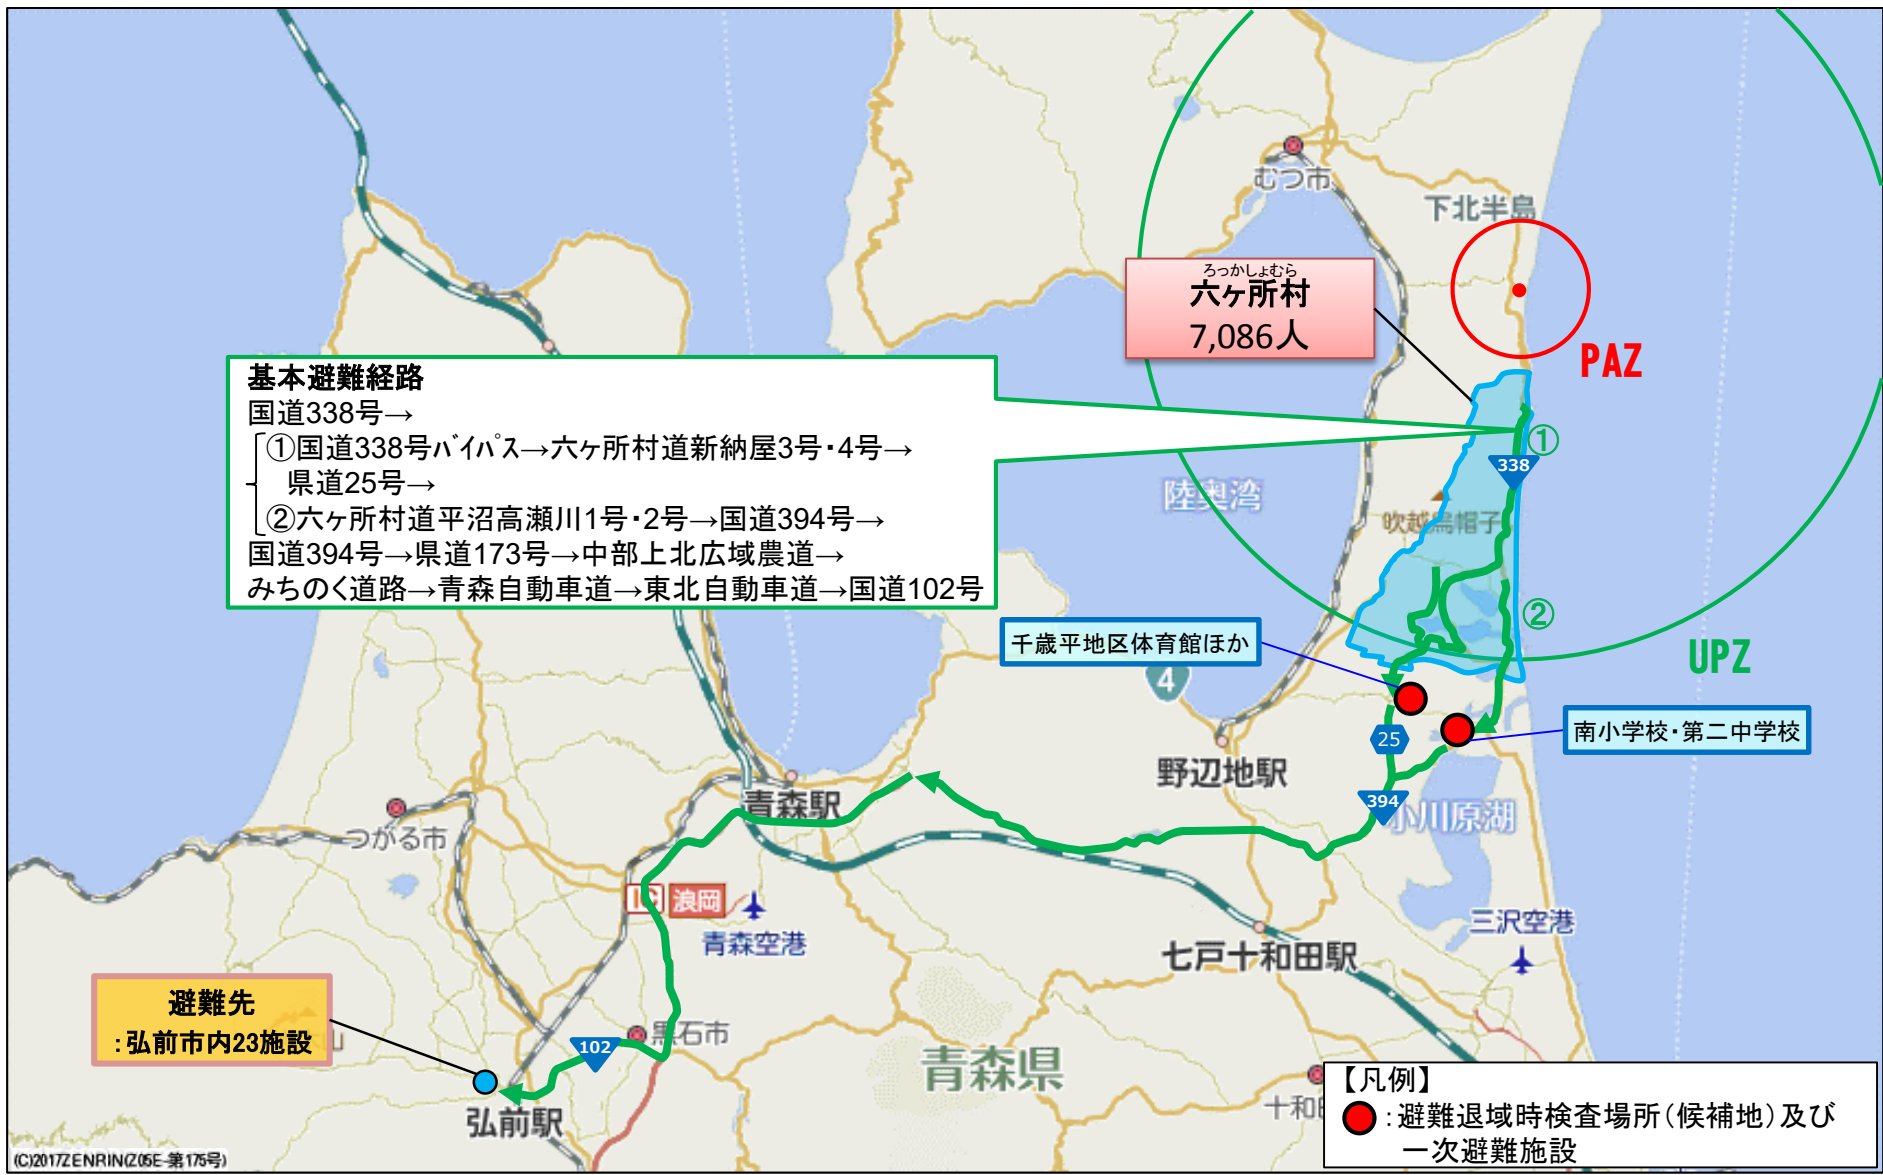 むつ市
下北半島
ろっかしょむら
六ヶ所村
7,086人
PAZ
基本避難経路
国道338号→
①国道338号バイパス→六ヶ所村道新納屋3号・4号→
県道25号→
②六ヶ所村道平沼高瀬川1号・2号→国道394号→
国道394号→県道173号→中部上北広域農道→
みちのく道路→青森自動車道→東北自動車道→国道102号
①
338
陸奥湾
吹越烏帽子
②
千歳平地区体育館ほか
UPZ
4
南小学校・第二中学校
25
野辺地駅
394
小川原湖
青森駅
つがる市
IC 浪岡
青森空港
三沢空港
七戸十和田駅
避難先
:弘前市内23施設
山
黒石市
102
青森県
弘前駅
十和
【凡例】
:避難退域時検査場所(候補地)及び
一次避難施設
(C)2017ZENRIN(Z05E-第175号)